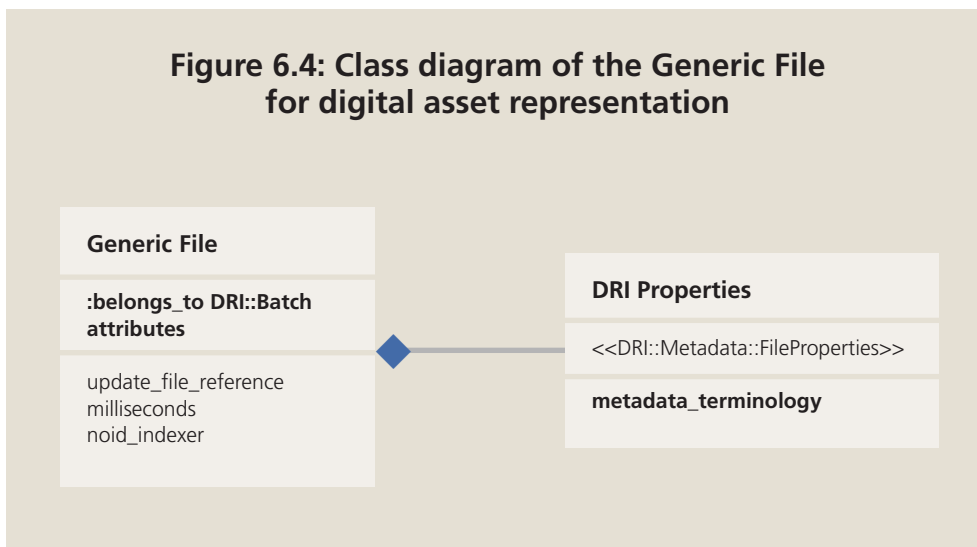 Figure 6.4: Class diagram of the Generic File
for digital asset representation
Generic File
:belongs_to DRI::Batch
attributes
update_file_reference
milliseconds
noid_indexer
DRI Properties
<<DRI::Metadata::FileProperties>>
metadata_terminology